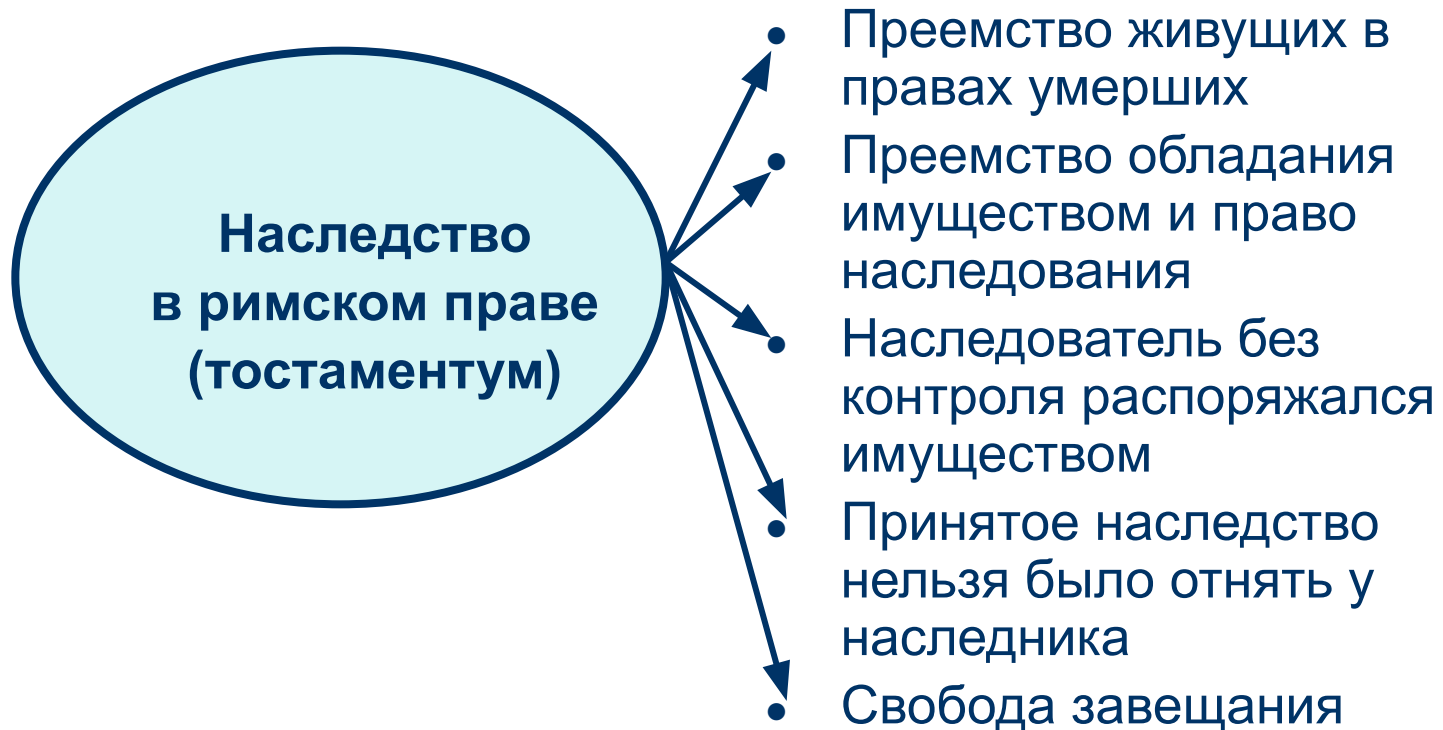 Наследство
в римском праве
(тостаментум)
• Преемство живущих в
правах умерших
• Преемство обладания
имуществом и право
наследования
• Наследователь без
контроля распоряжался
имуществом
• Принятое наследство
нельзя было отнять у
наследника
• Свобода завещания